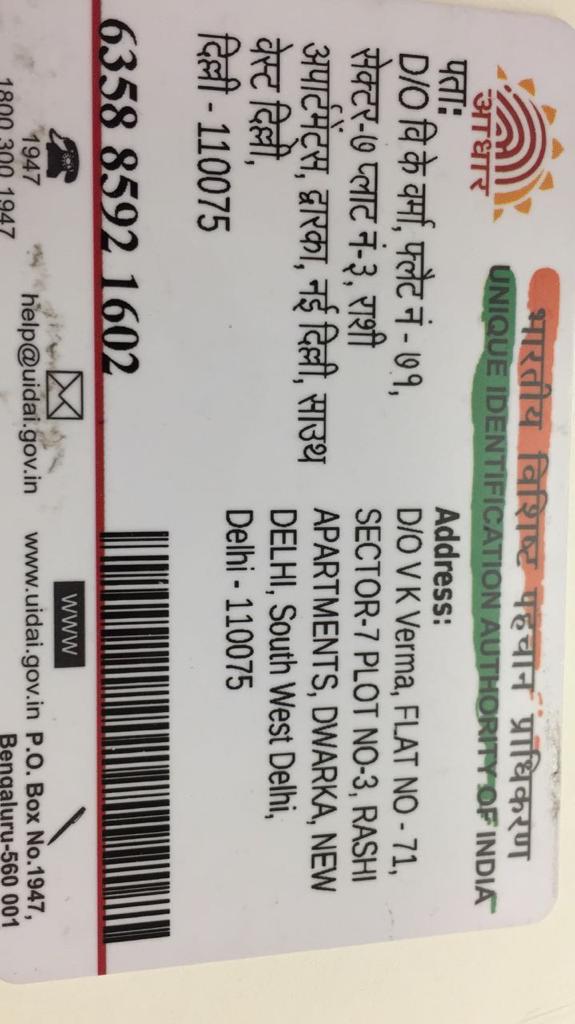 भारतीय विशिष्ट पहचान प्राधिकरण
UNIQUE IDENTIFICATION AUTHORITY OF INDIA
आधार
पता:
D/O वि के वर्मा, फ्लैट नं - ७१,
सेक्टर-७ प्लाट नं-३, राशी
अपार्टमेंट्स, द्वारका, नई दिल्ली, साउथ
वेस्ट दिल्ली,
दिल्ली - 110075
Address:
D/O V K Verma, FLAT NO - 71,
SECTOR-7 PLOT NO-3, RASHI
APARTMENTS, DWARKA, NEW
DELHI, South West Delhi,
Delhi - 110075
6358 8592 1602
1947
1800 300 1947
help@uidai.gov.in
WWW
www.uidai.gov.in
P.O. Box No.1947,
Bengaluru-560 001